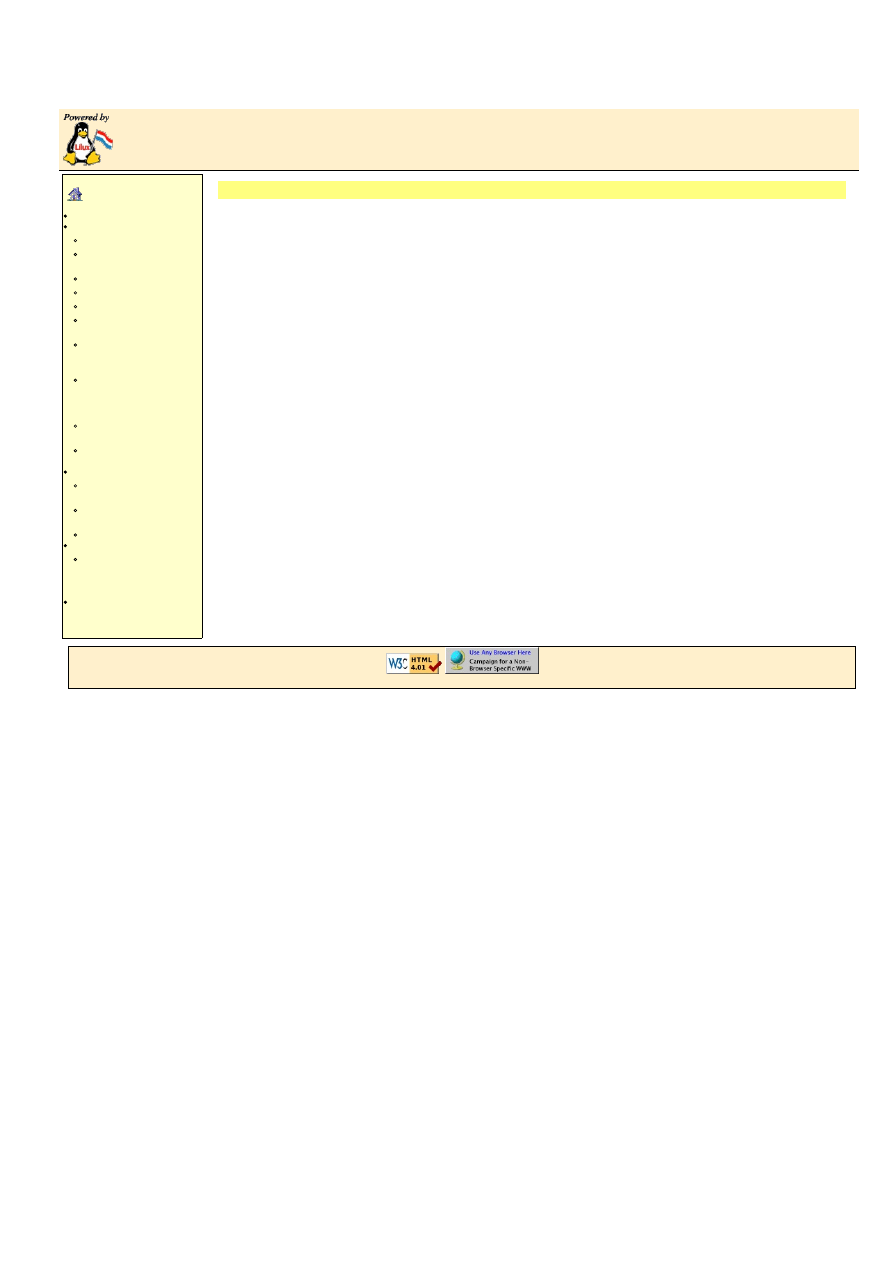 Powered by
Lilux
W3C HTML
4.01
Use Any Browser Here
Campaign for a Non-
Browser Specific WWW